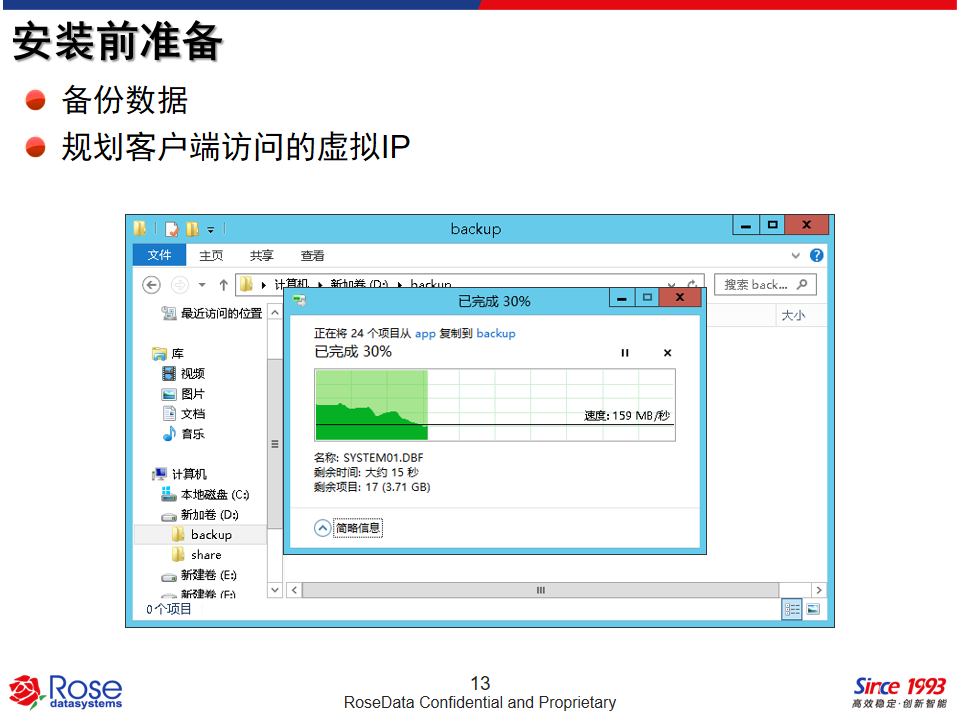 安装前准备
备份数据
规划客户端访问的虚拟IP
backup
文件 主页 共享 查看
计算机 新加卷 (D:) backup
搜索 back...
已完成 30%
最近访问的位置
大小
正在将 24 个项目从 app 复制到 backup
已完成 30%
库
视频
图片
文档
音乐
速度: 159 MB/秒
名称: SYSTEM01.DBF
剩余时间: 大约 15 秒
剩余项目: 17 (3.71 GB)
计算机
本地磁盘 (C:)
新加卷 (D:)
backup
share
新建卷 (E:)
新建卷 (F:)
简略信息
0 个项目
Rose
datasystems
13
RoseData Confidential and Proprietary
Since 1993
高效稳定·创新智能